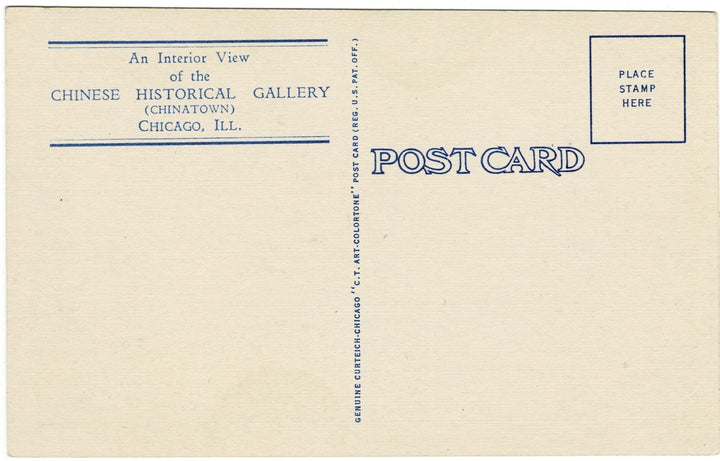 An Interior View
of the
CHINESE HISTORICAL GALLERY
(CHINATOWN)
CHICAGO, ILL.
GENUINE CURTEICH-CHICAGO "C.T. ART-COLORTONE" POST CARD (REG. U.S. PAT. OFF.)
POST CARD
PLACE
STAMP
HERE